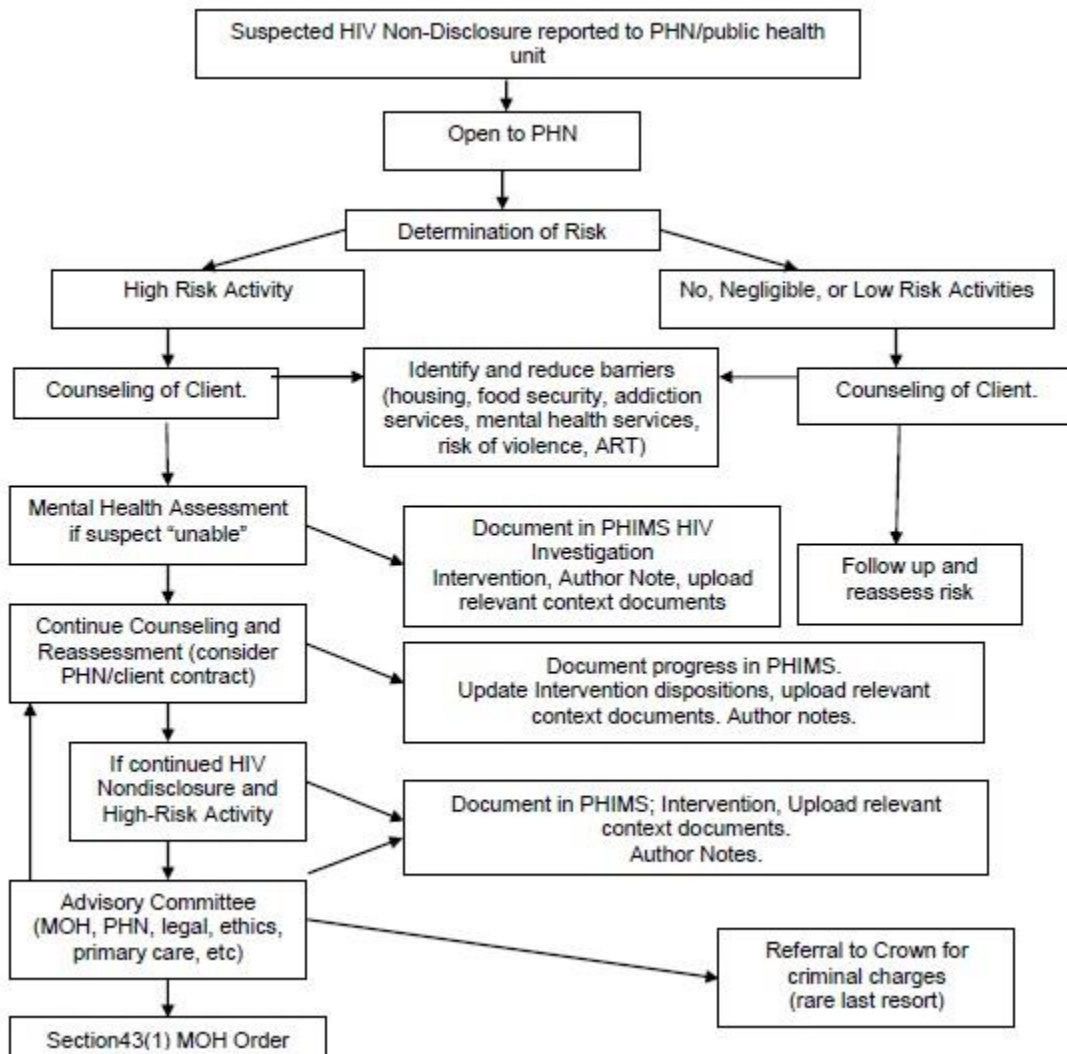 Suspected HIV Non-Disclosure reported to PHN/public health
unit
Open to PHN
Determination of Risk
High Risk Activity
No, Negligible, or Low Risk Activities
Counseling of Client.
Identify and reduce barriers
(housing, food security, addiction
services, mental health services,
risk of violence, ART)
Counseling of Client.
Mental Health Assessment
if suspect “unable”
Document in PHIMS HIV
Investigation
Intervention, Author Note, upload
relevant context documents
Follow up and
reassess risk
Continue Counseling and
Reassessment (consider
PHN/client contract)
Document progress in PHIMS.
Update Intervention dispositions, upload relevant
context documents. Author notes.
If continued HIV
Nondisclosure and
High-Risk Activity
Document in PHIMS; Intervention, Upload relevant
context documents.
Author Notes.
Advisory Committee
(MOH, PHN, legal, ethics,
primary care, etc)
Referral to Crown for
criminal charges
(rare last resort)
Section43(1) MOH Order